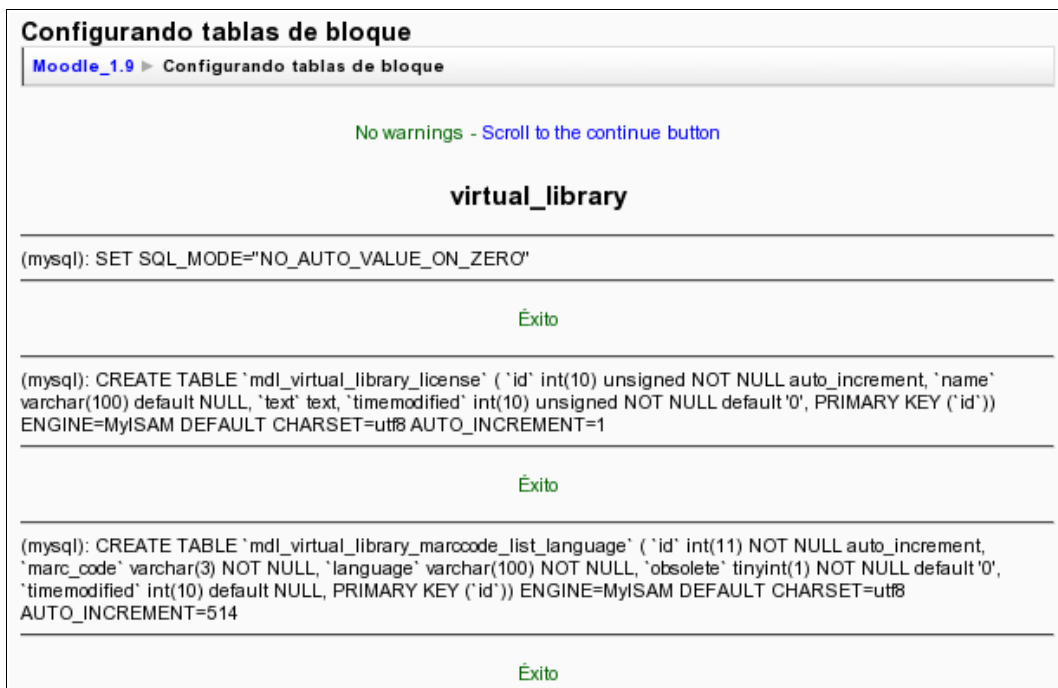 Configurando tablas de bloque
Moodle_1.9 ► Configurando tablas de bloque
No warnings - Scroll to the continue button
virtual_library
(mysql): SET SQL_MODE="NO_AUTO_VALUE_ON_ZERO"
Éxito
(mysql): CREATE TABLE `mdl_virtual_library_license` ( `id` int(10) unsigned NOT NULL auto_increment, `name`
varchar(100) default NULL, `text` text, `timemodified` int(10) unsigned NOT NULL default '0', PRIMARY KEY (`id`))
ENGINE=MyISAM DEFAULT CHARSET=utf8 AUTO_INCREMENT=1
Éxito
(mysql): CREATE TABLE `mdl_virtual_library_marccode_list_language` ( `id` int(11) NOT NULL auto_increment,
`marc_code` varchar(3) NOT NULL, `language` varchar(100) NOT NULL, `obsolete` tinyint(1) NOT NULL default '0',
`timemodified` int(10) default NULL, PRIMARY KEY (`id`)) ENGINE=MyISAM DEFAULT CHARSET=utf8
AUTO_INCREMENT=514
Éxito